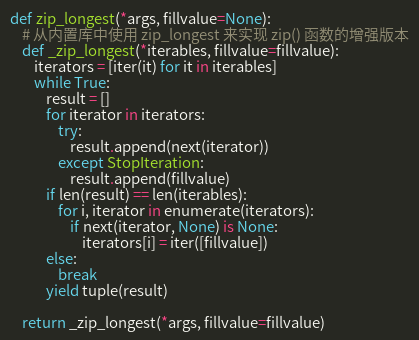 def zip_longest(*args, fillvalue=None):
    # 从内置库中使用 zip_longest 来实现 zip() 函数的增强版本
    def _zip_longest(*iterables, fillvalue=fillvalue):
        iterators = [iter(it) for it in iterables]
        while True:
            result = []
            for iterator in iterators:
                try:
                    result.append(next(iterator))
                except StopIteration:
                    result.append(fillvalue)
            if len(result) == len(iterables):
                for i, iterator in enumerate(iterators):
                    if next(iterator, None) is None:
                        iterators[i] = iter([fillvalue])
            else:
                break
            yield tuple(result)

    return _zip_longest(*args, fillvalue=fillvalue)